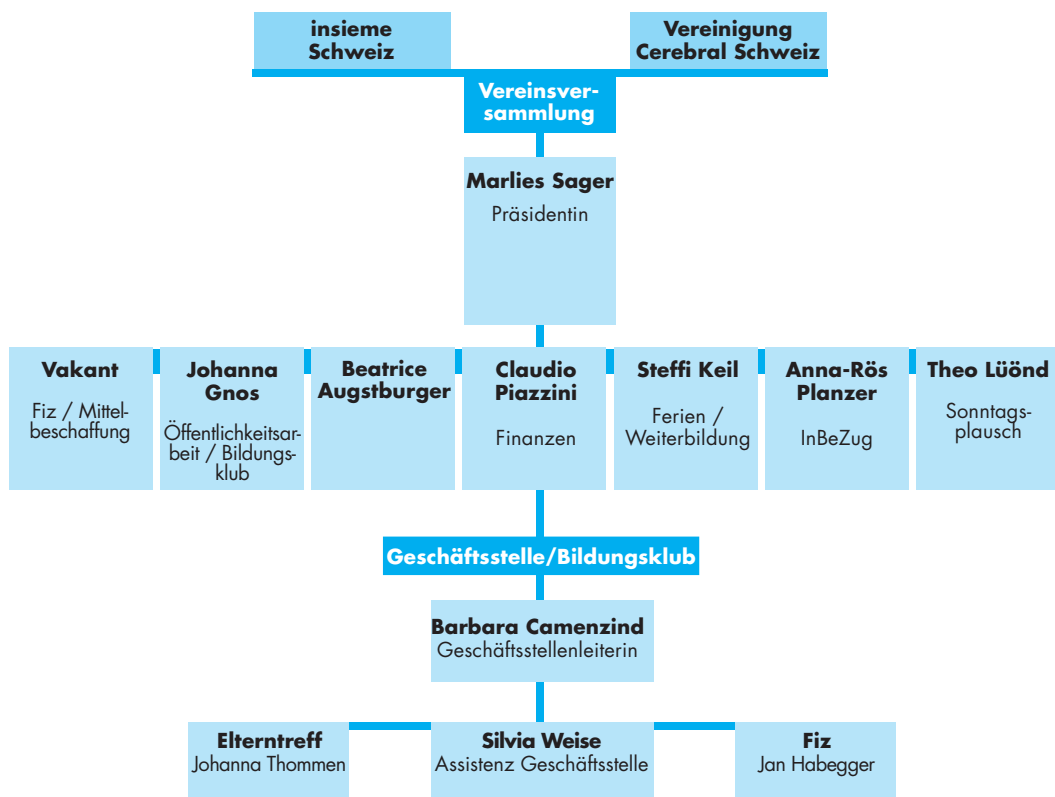 insieme
Schweiz
Vereinigung
Cerebral Schweiz
Vereinsver-
sammlung
Marlies Sager
Präsidentin
Vakant
Fiz / Mittel-
beschaffung
Johanna
Gnos
Öffentlichkeitsar-
beit / Bildungs-
klub
Beatrice
Augstburger
Claudio
Piazzini
Finanzen
Steffi Keil
Ferien /
Weiterbildung
Anna-Rös
Planzer
InBeZug
Theo Lüönd
Sonntags-
plausch
Geschäftsstelle/Bildungsklub
Barbara Camenzind
Geschäftsstellenleiterin
Elterntreff
Johanna Thommen
Silvia Weise
Assistenz Geschäftsstelle
Fiz
Jan Habegger